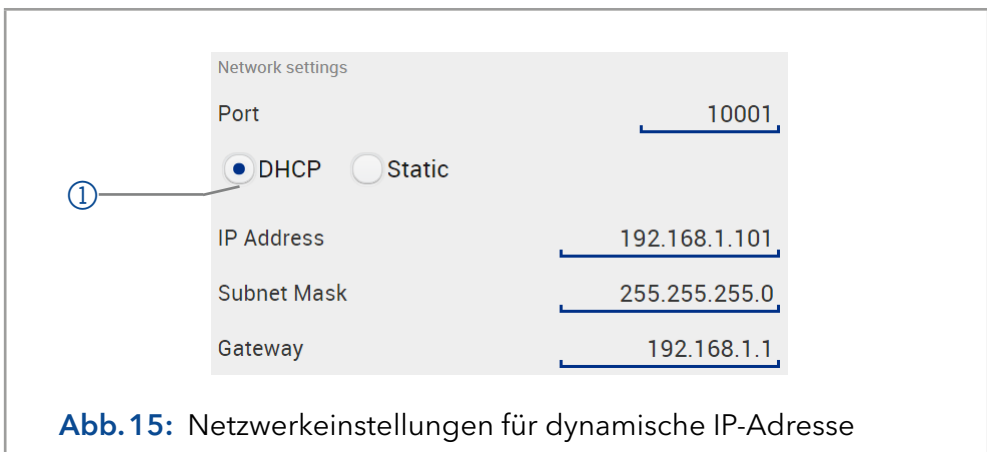 Network settings
Port 10001
DHCP Static
①
IP Address 192.168.1.101
Subnet Mask 255.255.255.0
Gateway 192.168.1.1
Abb.15: Netzwerkeinstellungen für dynamische IP-Adresse